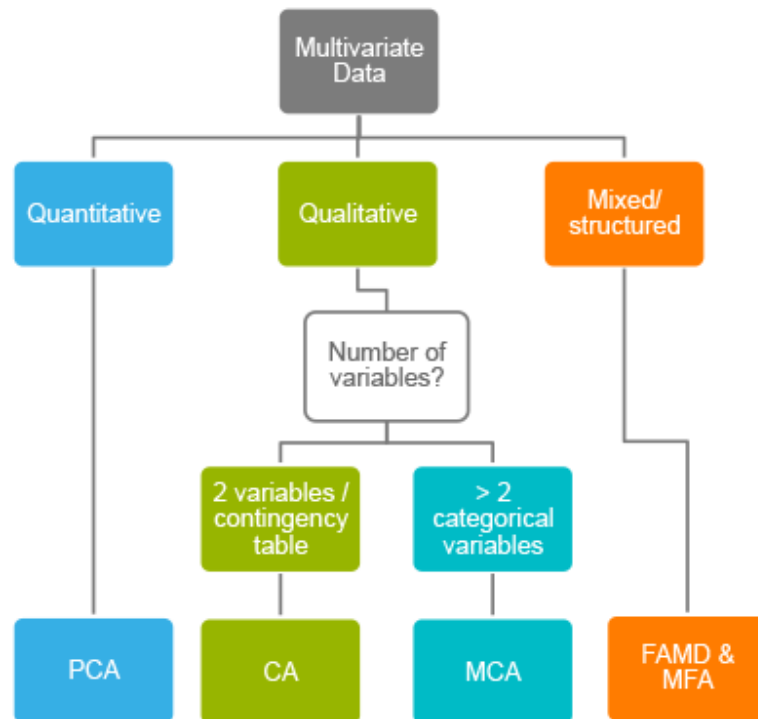 Multivariate
Data
Quantitative
Qualitative
Mixed/
structured
Number of
variables?
2 variables /
contingency
table
> 2
categorical
variables
PCA
CA
MCA
FAMD &
MFA